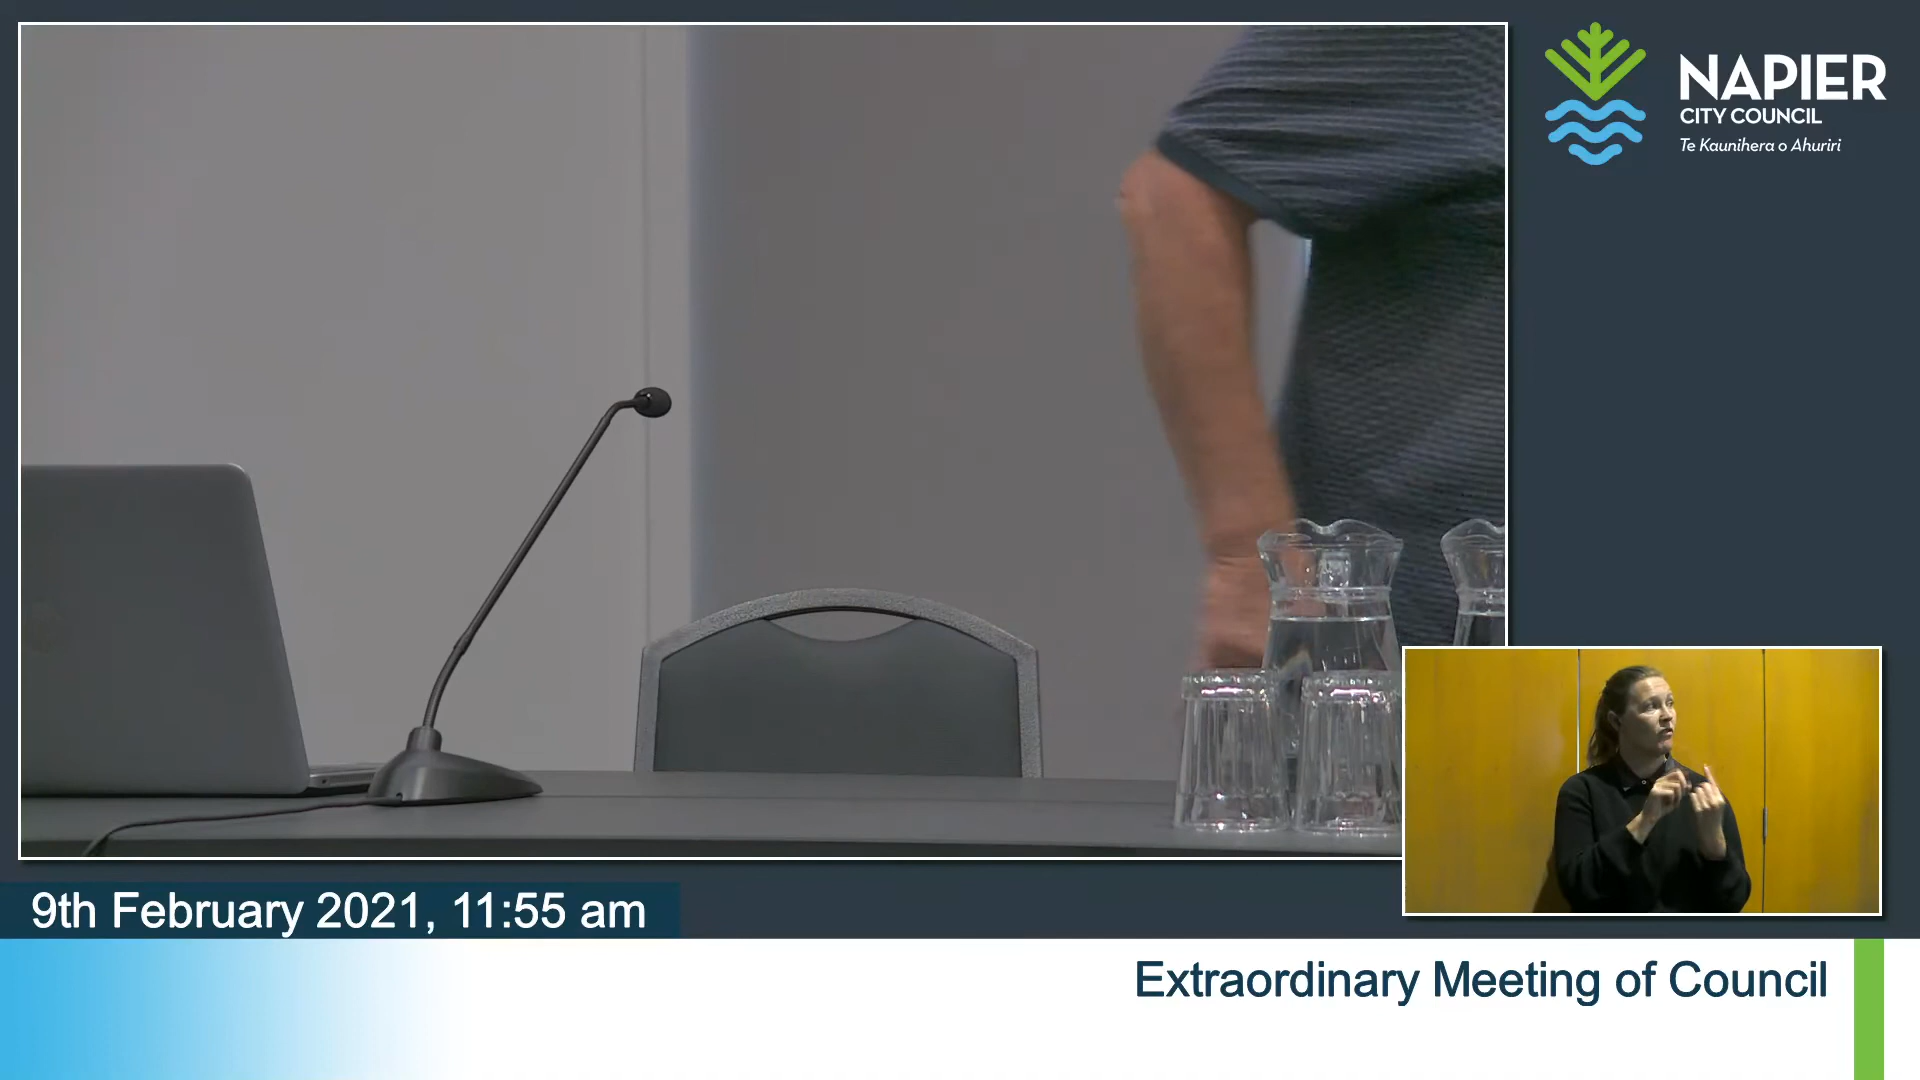 NAPIER
CITY COUNCIL
Te Kaunihera o Ahuriri
9th February 2021, 11:55 am
Extraordinary Meeting of Council